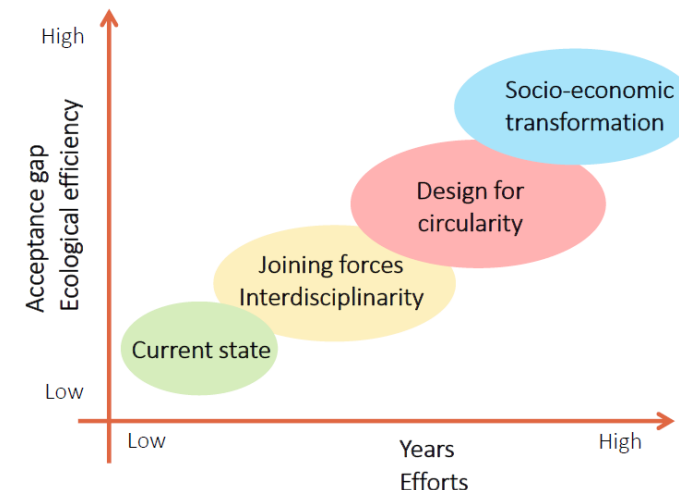 High
Acceptance gap
Ecological efficiency
Low
Socio-economic
transformation
Design for
circularity
Joining forces
Interdisciplinarity
Current state
Low
Years
Efforts
High